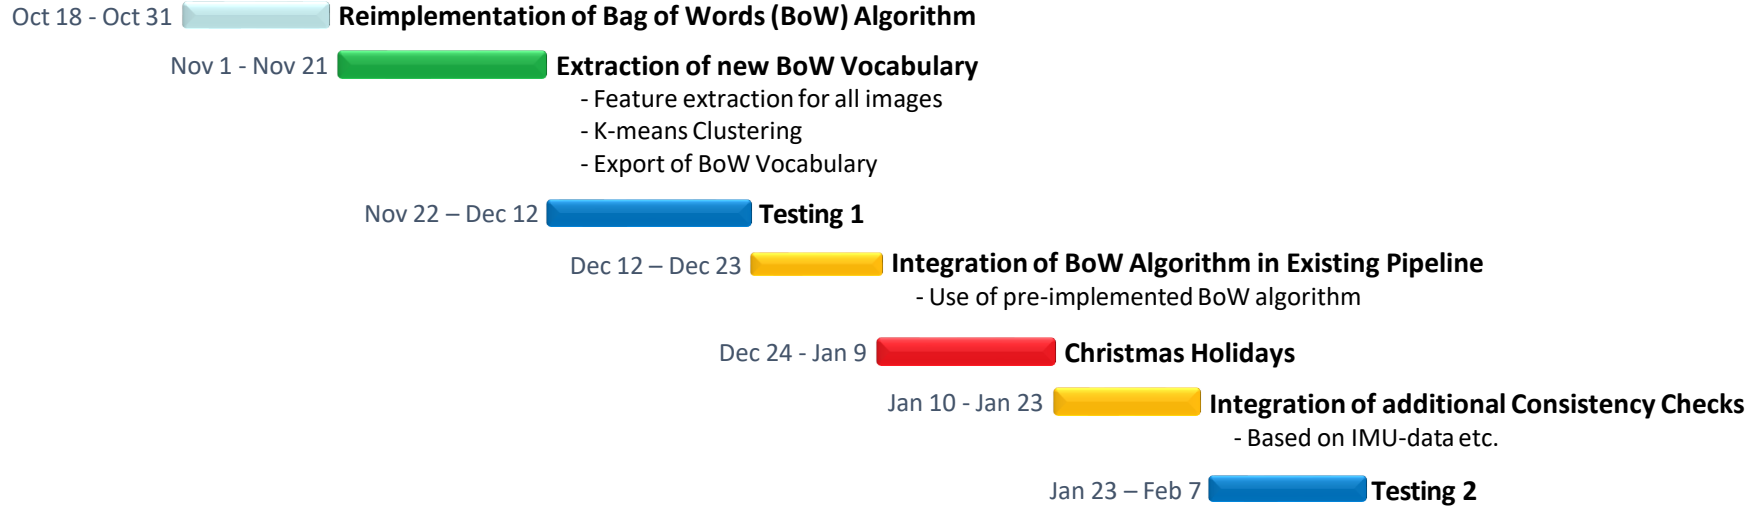 Oct 18 - Oct 31 Reimplementation of Bag of Words (BoW) Algorithm
Nov 1 - Nov 21 Extraction of new BoW Vocabulary
- Feature extraction for all images
- K-means Clustering
- Export of BoW Vocabulary
Nov 22 – Dec 12 Testing 1
Dec 12 – Dec 23 Integration of BoW Algorithm in Existing Pipeline
- Use of pre-implemented BoW algorithm
Dec 24 - Jan 9 Christmas Holidays
Jan 10 - Jan 23 Integration of additional Consistency Checks
- Based on IMU-data etc.
Jan 23 – Feb 7 Testing 2